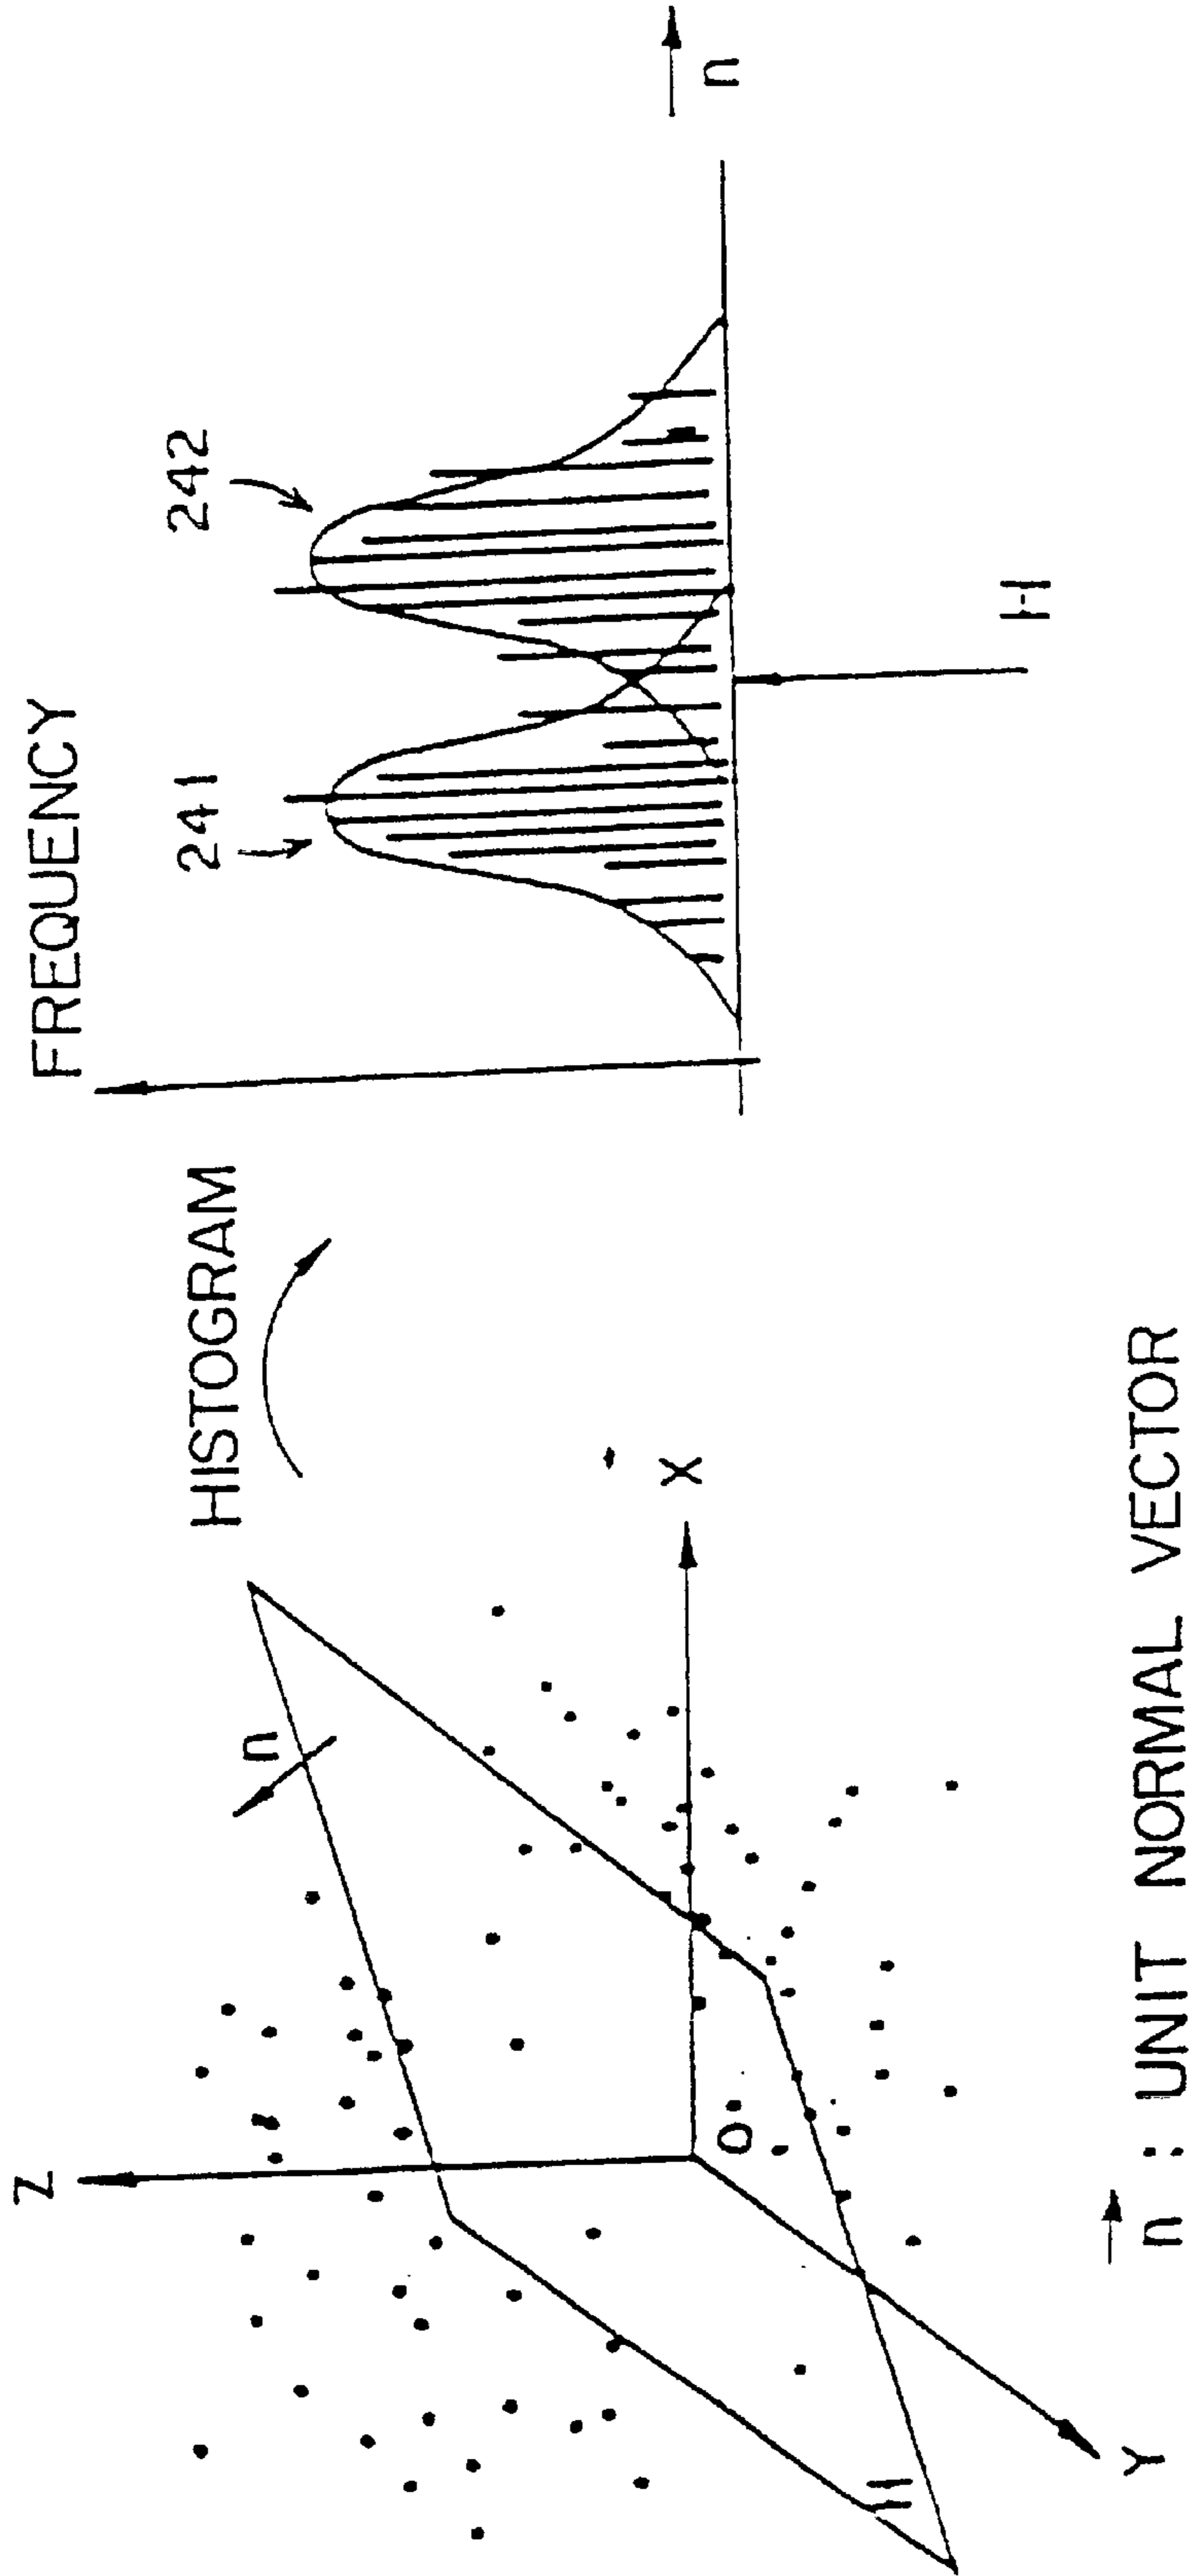 Z
n
H
O
X
Y
HISTOGRAM
FREQUENCY
241
242
n
H
n : UNIT NORMAL VECTOR